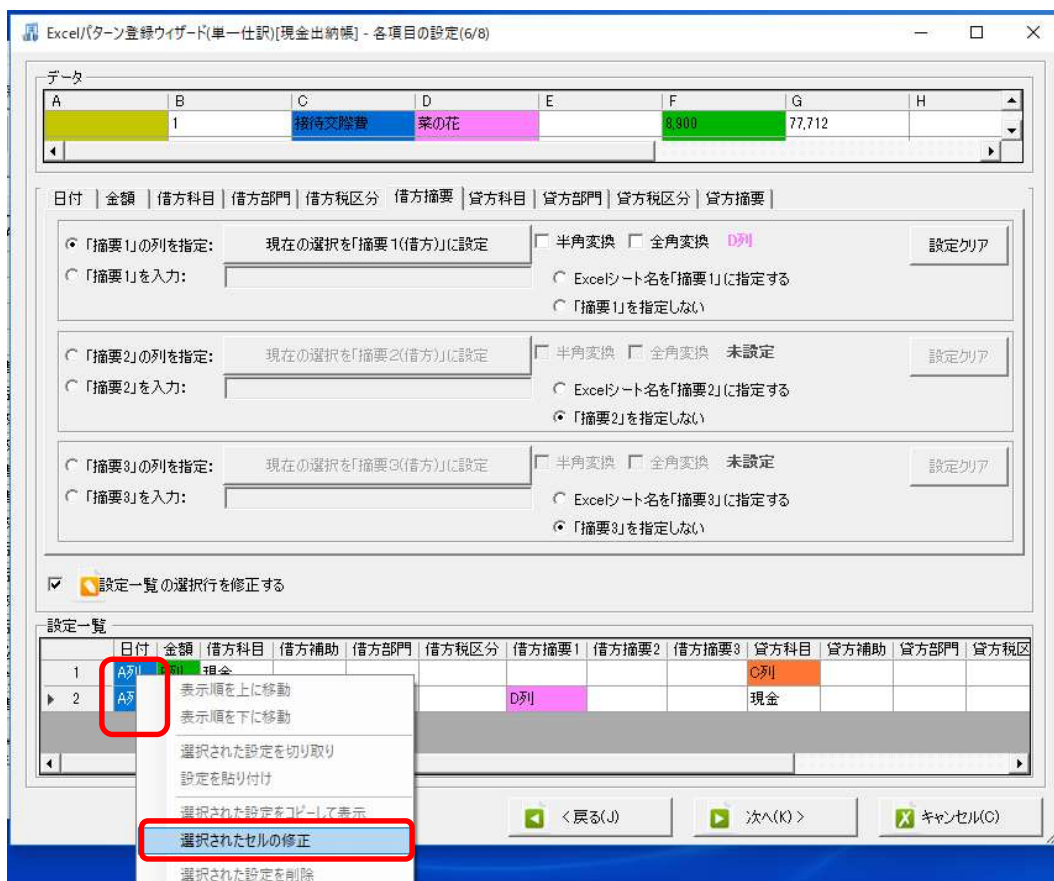 Excelパターン登録ウィザード(単一仕訳)[現金出納帳] - 各項目の設定(6/8)
データ
A B C D E F G H
1 接待交際費 菜の花 8,900 77,712
日付 金額 借方科目 借方部門 借方税区分 借方摘要 貸方科目 貸方部門 貸方税区分 貸方摘要
「摘要1」の列を指定: 現在の選択を「摘要1(借方)」に設定 半角変換 全角変換 D列 設定クリア
「摘要1」を入力: Excelシート名を「摘要1」に指定する
「摘要1」を指定しない
「摘要2」の列を指定: 現在の選択を「摘要2(借方)」に設定 半角変換 全角変換 未設定 設定クリア
「摘要2」を入力: Excelシート名を「摘要2」に指定する
「摘要2」を指定しない
「摘要3」の列を指定: 現在の選択を「摘要3(借方)」に設定 半角変換 全角変換 未設定 設定クリア
「摘要3」を入力: Excelシート名を「摘要3」に指定する
「摘要3」を指定しない
設定一覧の選択行を修正する
設定一覧
日付 金額 借方科目 借方補助 借方部門 借方税区分 借方摘要1 借方摘要2 借方摘要3 貸方科目 貸方補助 貸方部門 貸方税区
1 A列 現金 C列
2 D列 現金
表示順を上に移動
表示順を下に移動
選択された設定を切り取り
設定を貼り付け
選択された設定をコピーして表示
選択されたセルの修正
選択された設定を削除
<戻る(J) 次へ(K)> キャンセル(C)